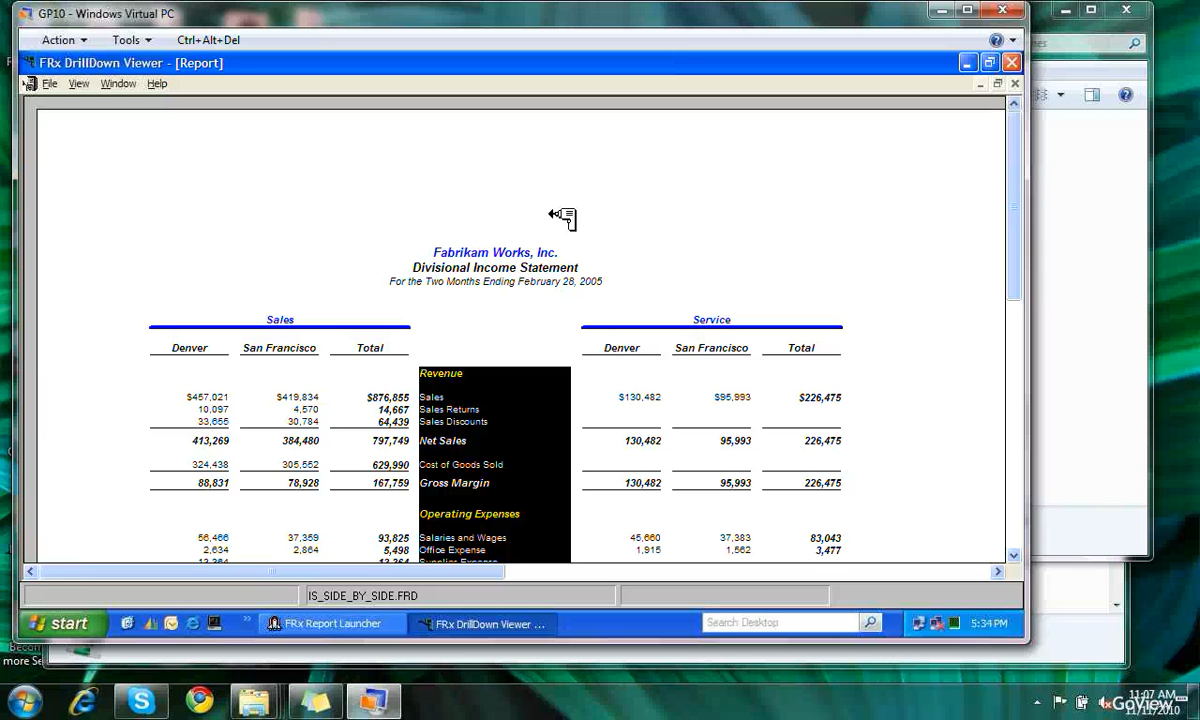 GP10 - Windows Virtual PC
Action Tools Ctrl+Alt+Del
FRx DrillDown Viewer - [Report]
File View Window Help
Fabrikam Works, Inc.
Divisional Income Statement
For the Two Months Ending February 28, 2005
Sales Service
Denver San Francisco Total Denver San Francisco Total
Revenue
$457,021 $419,834 $876,855 Sales $130,482 $95,993 $226,475
10,097 4,570 14,667 Sales Returns
33,655 30,784 64,439 Sales Discounts
413,269 384,480 797,749 Net Sales 130,482 95,993 226,475
324,438 305,552 629,990 Cost of Goods Sold
88,831 78,928 167,759 Gross Margin 130,482 95,993 226,475
Operating Expenses
56,466 37,359 93,825 Salaries and Wages 45,660 37,383 83,043
2,634 2,864 5,498 Office Expense 1,915 1,562 3,477
IS_SIDE_BY_SIDE.FRD
start FRx Report Launcher FRx DrillDown Viewer ... Search Desktop 5:34 PM
more Se
11:07 AM
11/11/2010
GoView